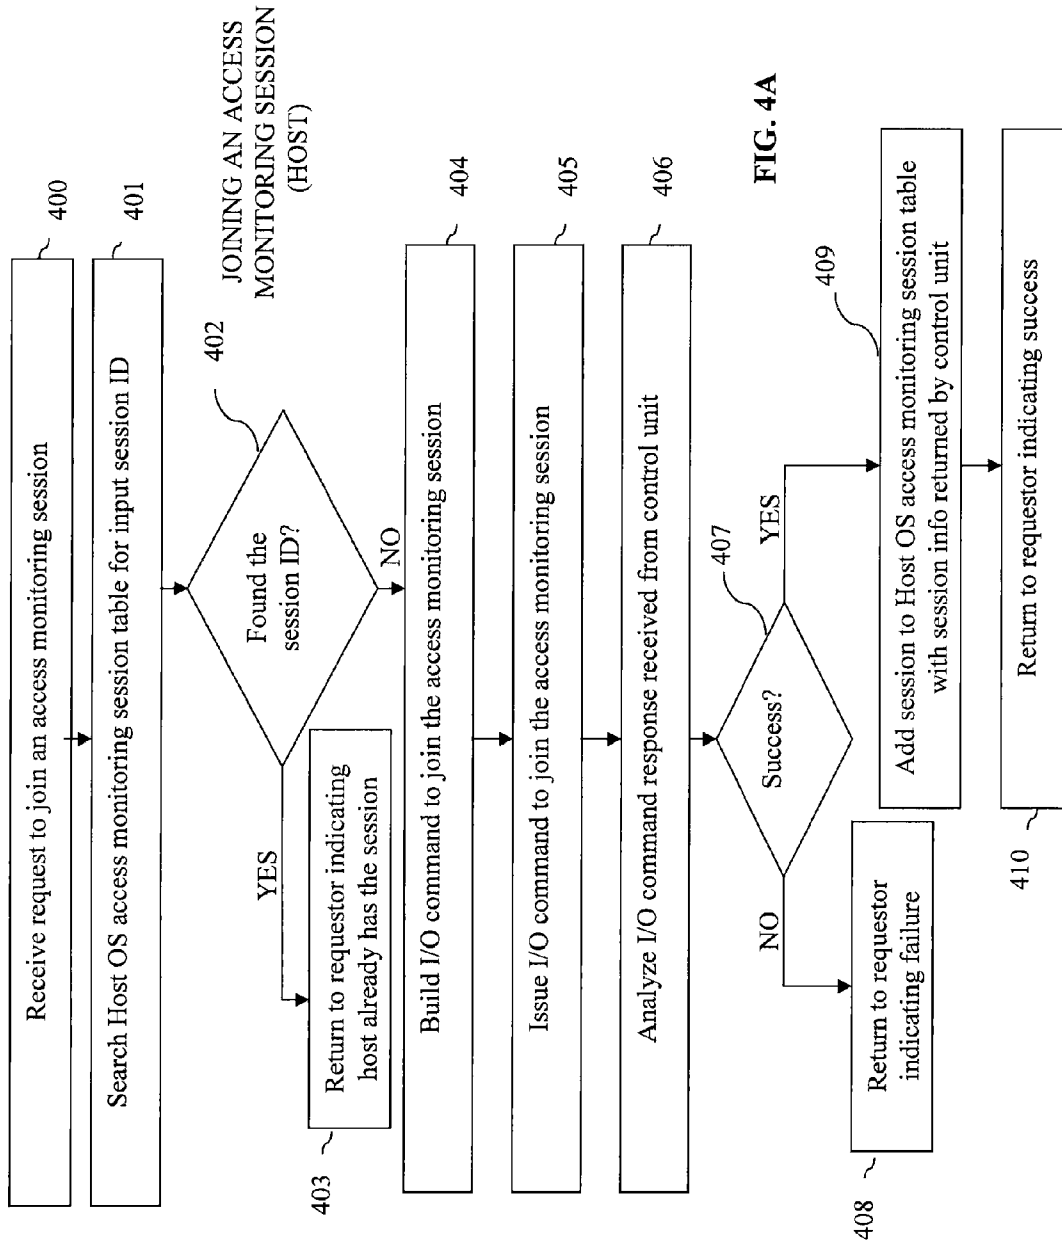 JOINING AN ACCESS
MONITORING SESSION
(HOST)
Receive request to join an access monitoring session
400
Search Host OS access monitoring session table for input session ID
401
Found the
session ID?
402
YES
NO
Return to requestor indicating
host already has the session
403
Build I/O command to join the access monitoring session
404
Issue I/O command to join the access monitoring session
405
Analyze I/O command response received from control unit
406
Success?
407
NO
YES
Return to requestor
indicating failure
408
Add session to Host OS access monitoring session table
with session info returned by control unit
409
Return to requestor indicating success
410
FIG. 4A